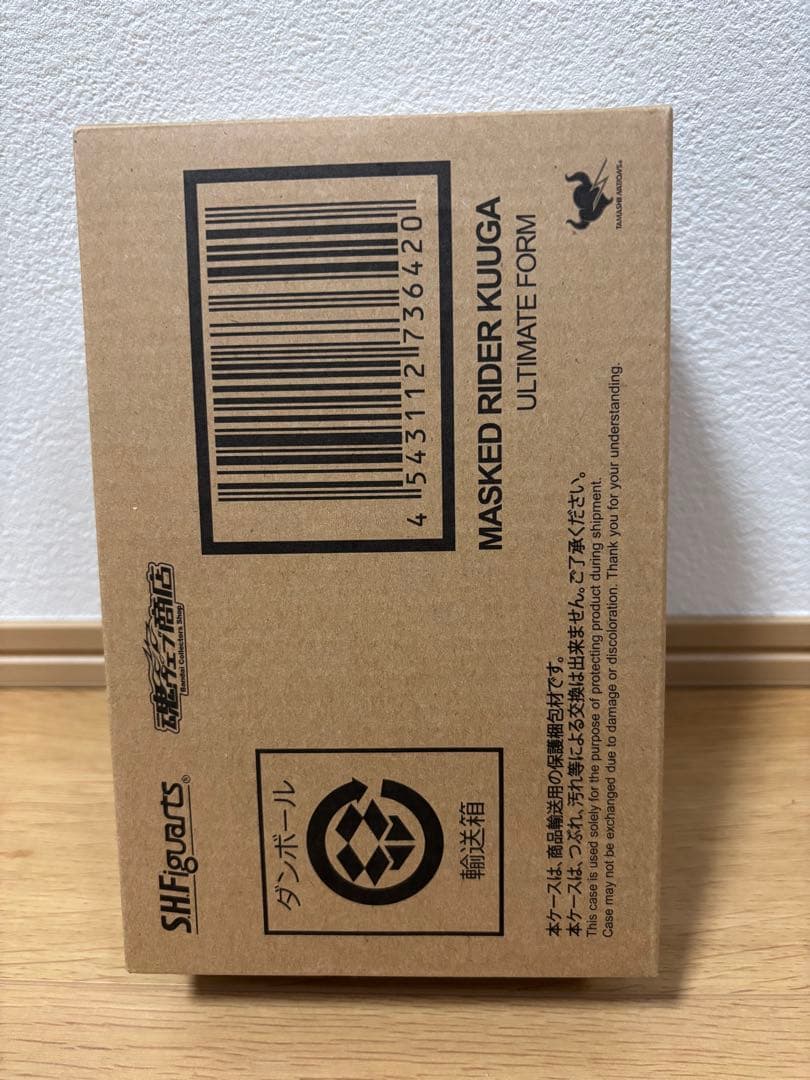 S.H.Figuarts®
魂ウェブ商店
Bandai Collectors Shop
4 543112 736420
MASKED RIDER KUUGA
ULTIMATE FORM
ダンボール
輸送箱
本ケースは、商品輸送用の保護梱包材です。
本ケースは、つぶれ、汚れ等による交換は出来ません。ご了承ください。
This case is used solely for the purpose of protecting product during shipment.
Case may not be exchanged due to damage or discoloration. Thank you for your understanding.
TAMASHII NATIONS